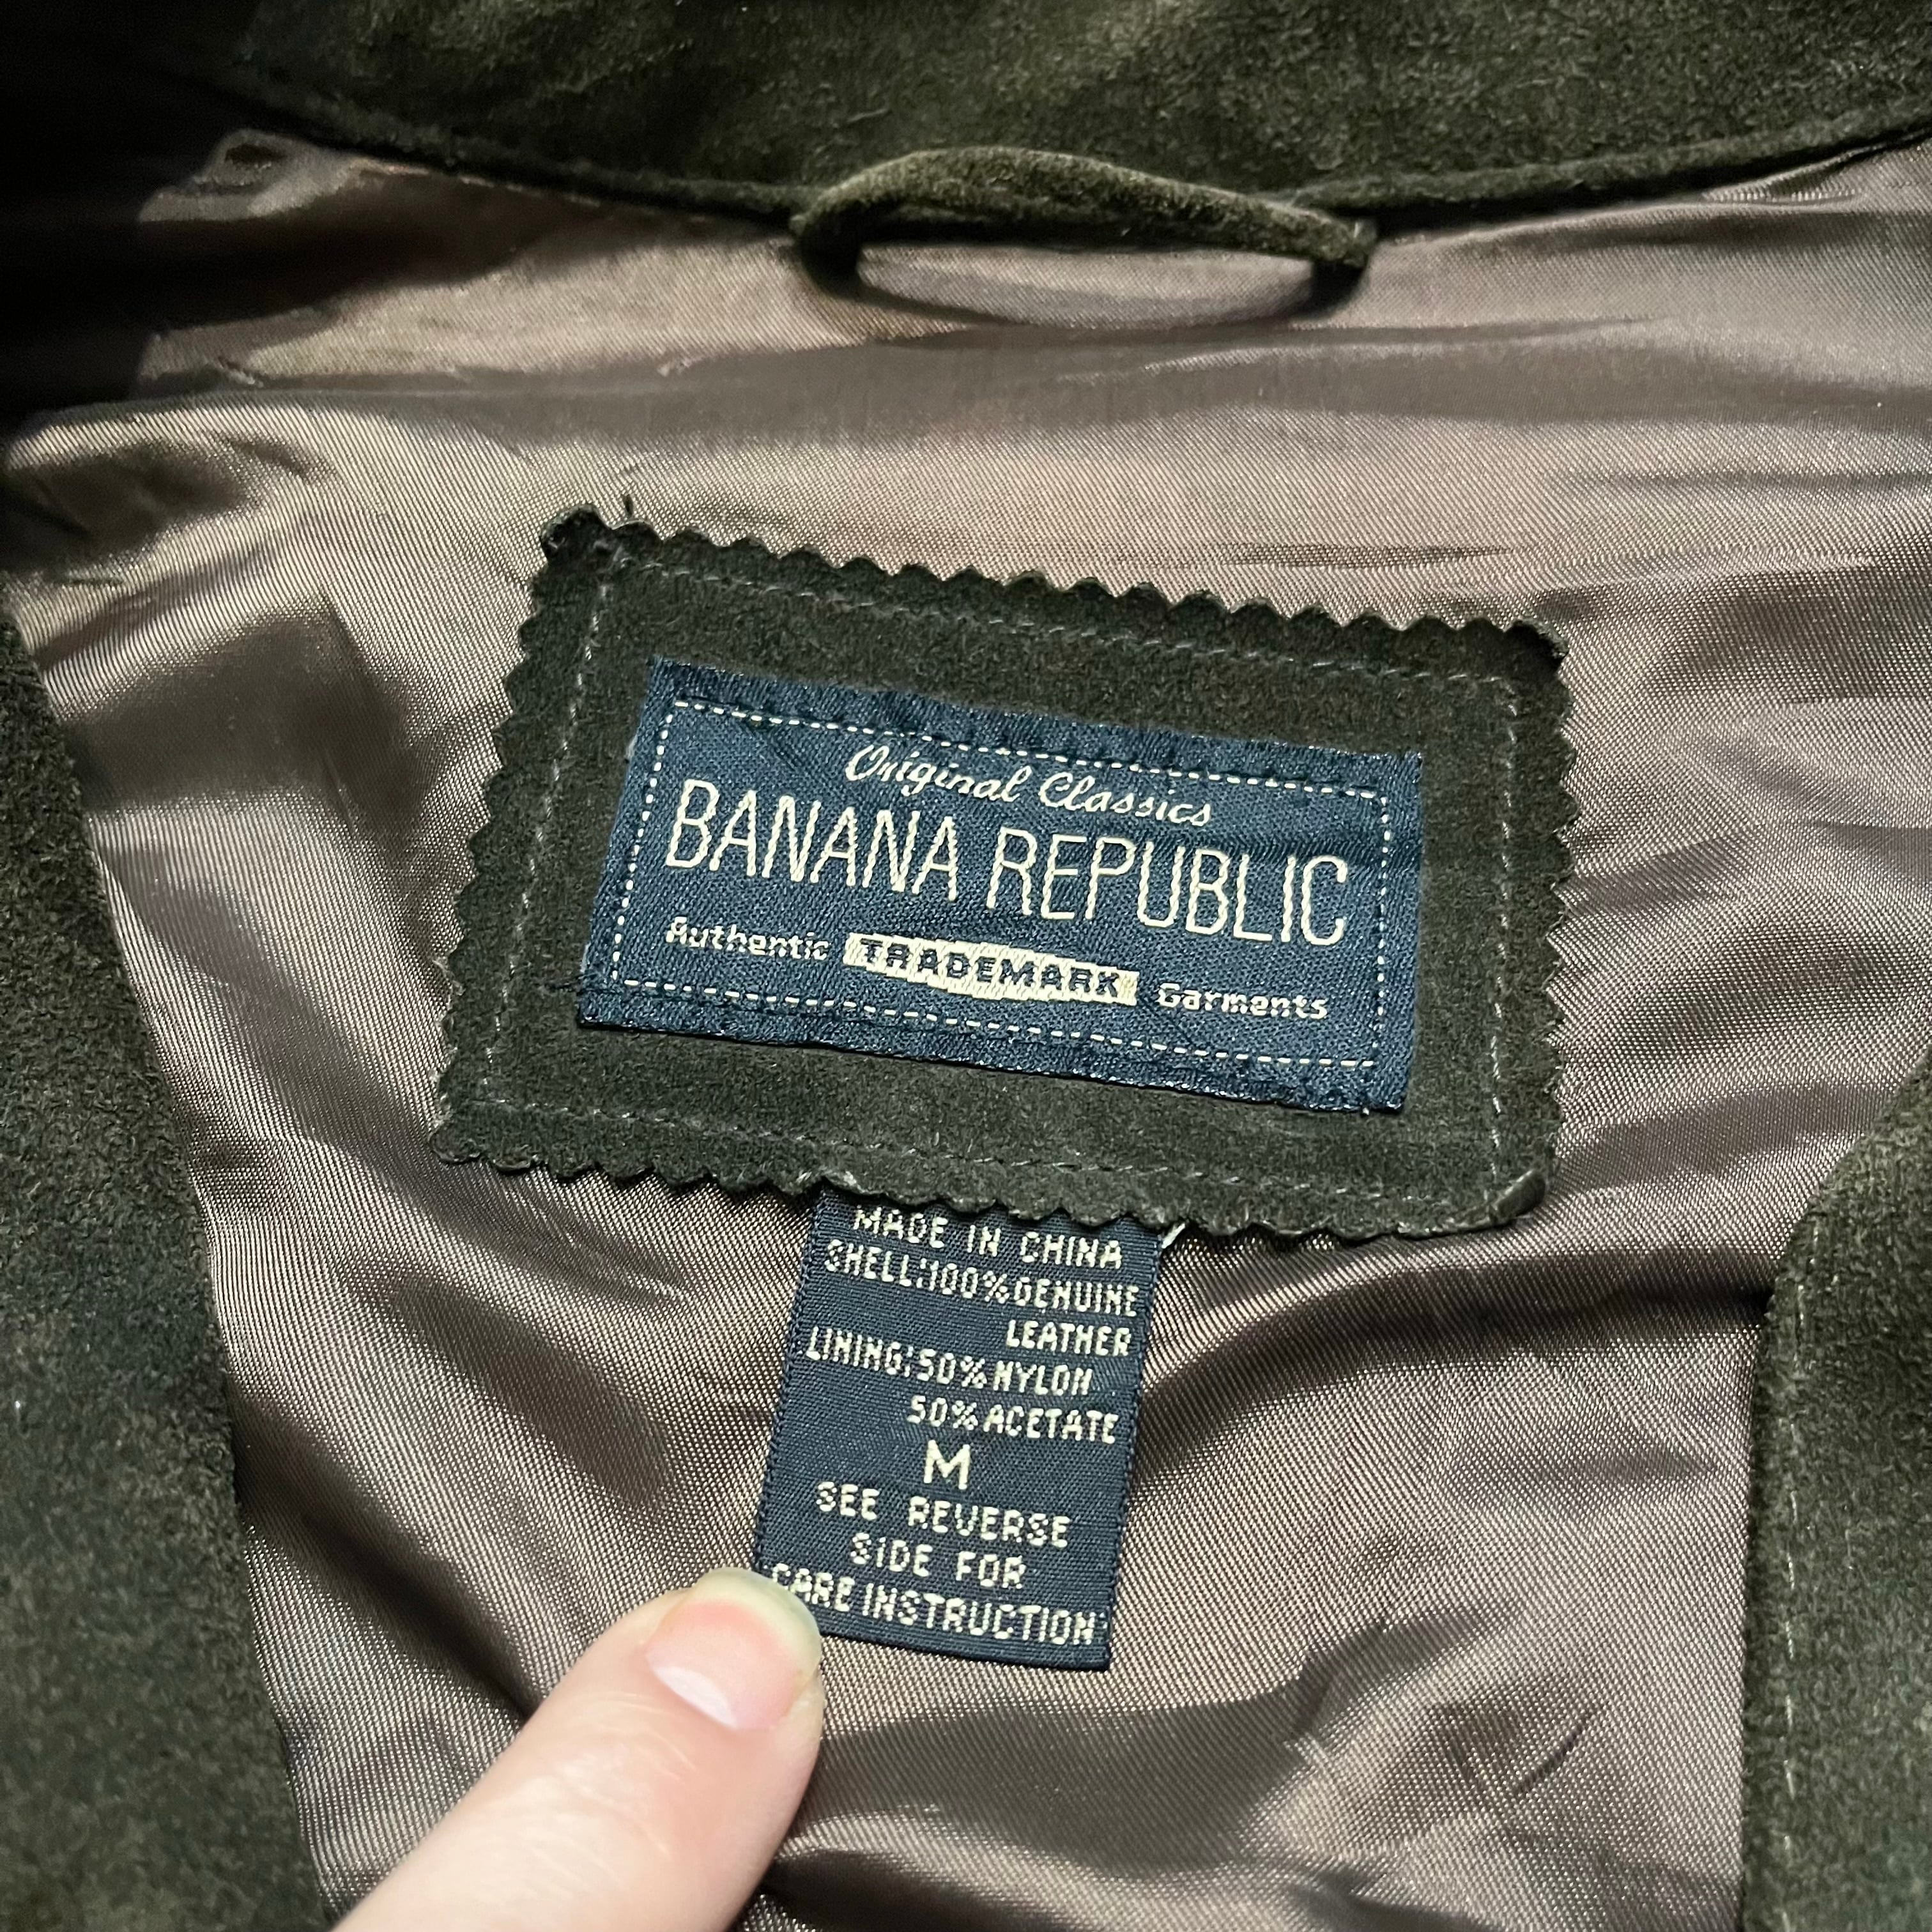 Original Classics
BANANA REPUBLIC
Authentic TRADEMARK Garments
MADE IN CHINA
SHELL:100%GENUINE
LEATHER
LINING:50%NYLON
50%ACETATE
M
SEE REVERSE
SIDE FOR
CARE INSTRUCTION